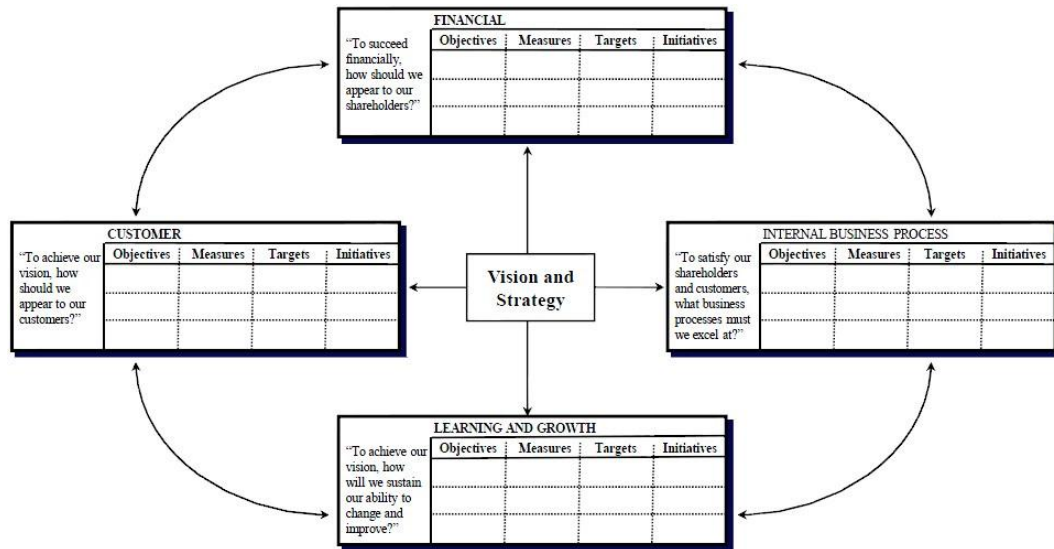 FINANCIAL
“To succeed
financially,
how should we
appear to our
shareholders?”
Objectives Measures Targets Initiatives
CUSTOMER
“To achieve our
vision, how
should we
appear to our
customers?”
Objectives Measures Targets Initiatives
Vision and
Strategy
INTERNAL BUSINESS PROCESS
“To satisfy our
shareholders
and customers,
what business
processes must
we excel at?”
Objectives Measures Targets Initiatives
LEARNING AND GROWTH
“To achieve our
vision, how
will we sustain
our ability to
change and
improve?”
Objectives Measures Targets Initiatives